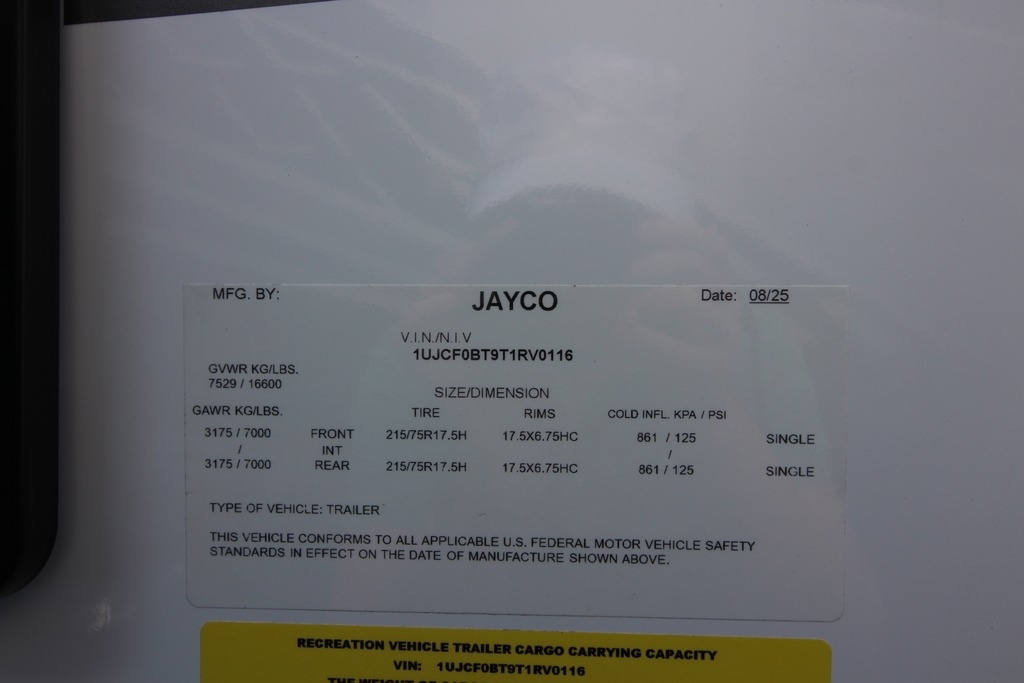 MFG. BY: JAYCO Date: 08/25
V.I.N./N.I.V
1UJCF0BT9T1RV0116
GVWR KG/LBS.
7529 / 16600
SIZE/DIMENSION
GAWR KG/LBS. TIRE RIMS COLD INFL. KPA / PSI
3175 / 7000 FRONT 215/75R17.5H 17.5X6.75HC 861 / 125 SINGLE
/ INT /
3175 / 7000 REAR 215/75R17.5H 17.5X6.75HC 861 / 125 SINGLE
TYPE OF VEHICLE: TRAILER
THIS VEHICLE CONFORMS TO ALL APPLICABLE U.S. FEDERAL MOTOR VEHICLE SAFETY
STANDARDS IN EFFECT ON THE DATE OF MANUFACTURE SHOWN ABOVE.
RECREATION VEHICLE TRAILER CARGO CARRYING CAPACITY
VIN: 1UJCF0BT9T1RV0116
THE WEIGHT OF